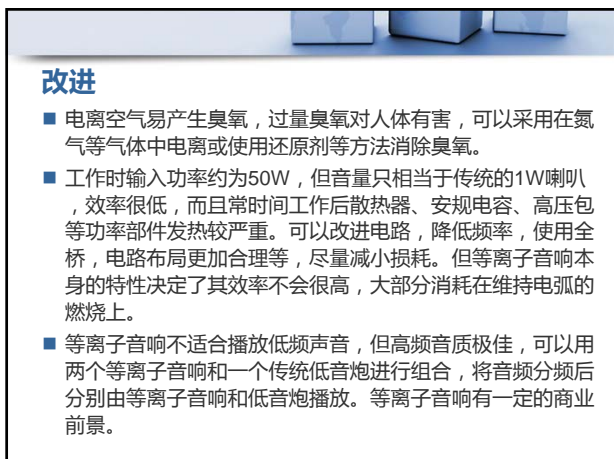 改进
电离空气易产生臭氧，过量臭氧对人体有害，可以采用在氮
气等气体中电离或使用还原剂等方法消除臭氧。
工作时输入功率约为50W，但音量只相当于传统的1W喇叭
，效率很低，而且常时间工作后散热器、安规电容、高压包
等功率部件发热较严重。可以改进电路，降低频率，使用全
桥，电路布局更加合理等，尽量减小损耗。但等离子音响本
身的特性决定了其效率不会很高，大部分消耗在维持电弧的
燃烧上。
等离子音响不适合播放低频声音，但高频音质极佳，可以用
两个等离子音响和一个传统低音炮进行组合，将音频分频后
分别由等离子音响和低音炮播放。等离子音响有一定的商业
前景。